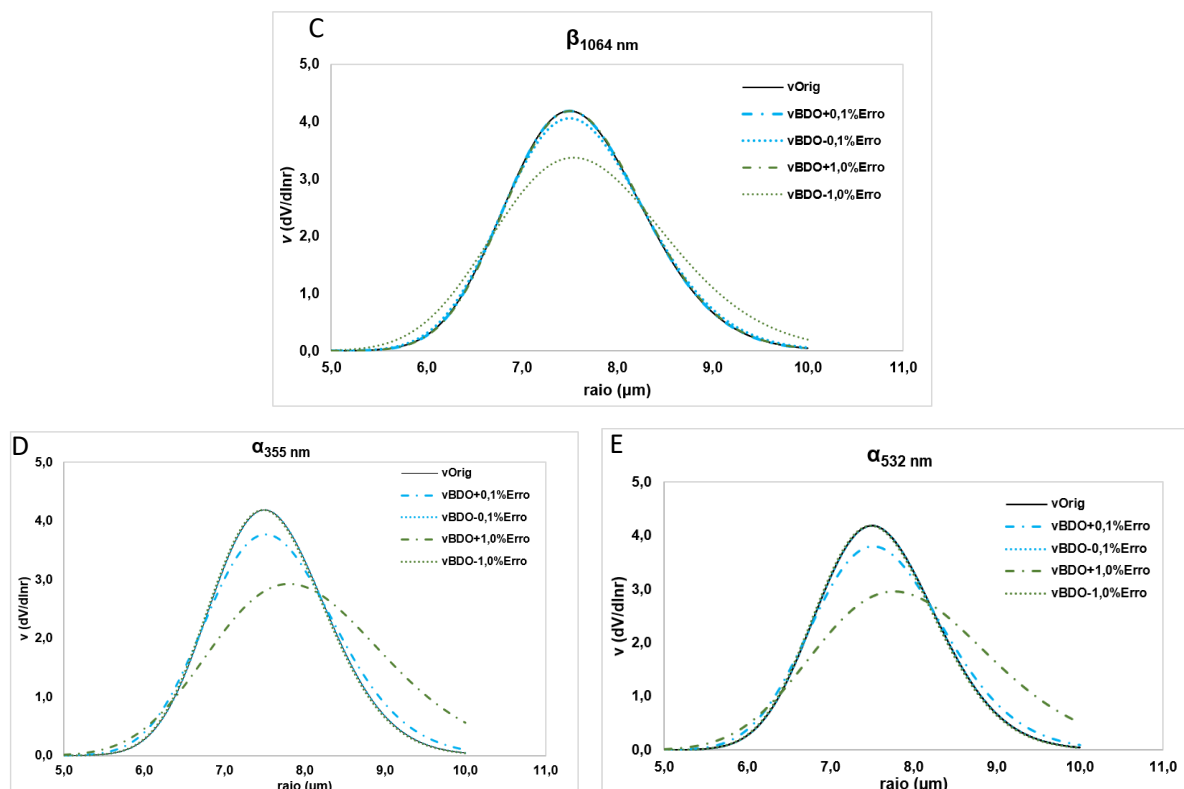 C
β1064 nm
5,0
4,0
3,0
2,0
1,0
0,0
v (dV/dlnr)
5,0 6,0 7,0 8,0 9,0 10,0 11,0
raio (µm)
vOrig
vBDO+0,1%Erro
vBDO-0,1%Erro
vBDO+1,0%Erro
vBDO-1,0%Erro
D
α355 nm
5,0
4,0
3,0
2,0
1,0
0,0
v (dV/dlnr)
5,0 6,0 7,0 8,0 9,0 10,0 11,0
raio (µm)
vOrig
vBDO+0,1%Erro
vBDO-0,1%Erro
vBDO+1,0%Erro
vBDO-1,0%Erro
E
α532 nm
5,0
4,0
3,0
2,0
1,0
0,0
v (dV/dlnr)
5,0 6,0 7,0 8,0 9,0 10,0 11,0
raio (µm)
vOrig
vBDO+0,1%Erro
vBDO-0,1%Erro
vBDO+1,0%Erro
vBDO-1,0%Erro